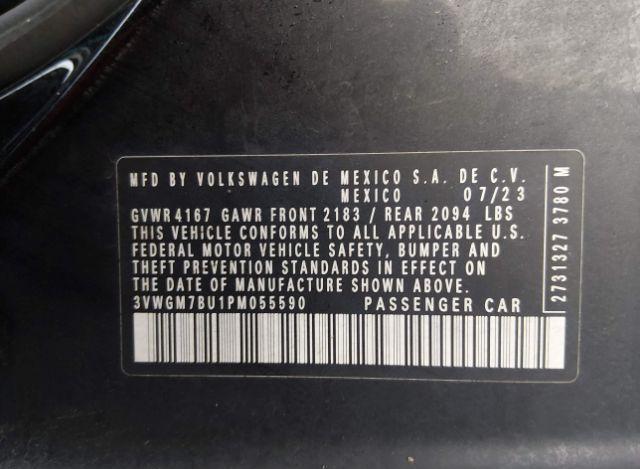 MFD BY VOLKSWAGEN DE MEXICO S.A. DE C.V.
MEXICO 07/23
GVWR 4167 GAWR FRONT 2183 / REAR 2094 LBS
THIS VEHICLE CONFORMS TO ALL APPLICABLE U.S.
FEDERAL MOTOR VEHICLE SAFETY, BUMPER AND
THEFT PREVENTION STANDARDS IN EFFECT ON
THE DATE OF MANUFACTURE SHOWN ABOVE.
3VWGM7BU1PM055590 PASSENGER CAR
2731327 3780 M